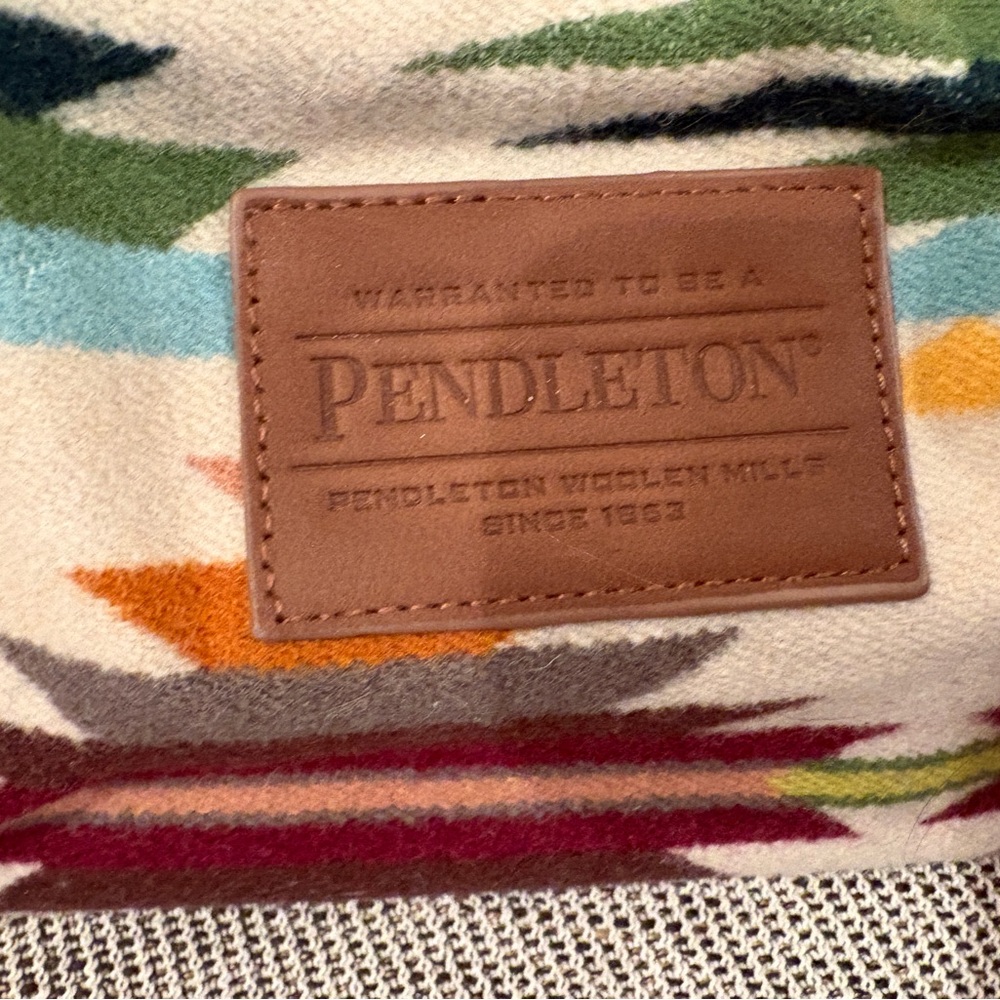 WARRANTED TO BE A
PENDLETON®
PENDLETON WOOLEN MILLS
SINCE 1863